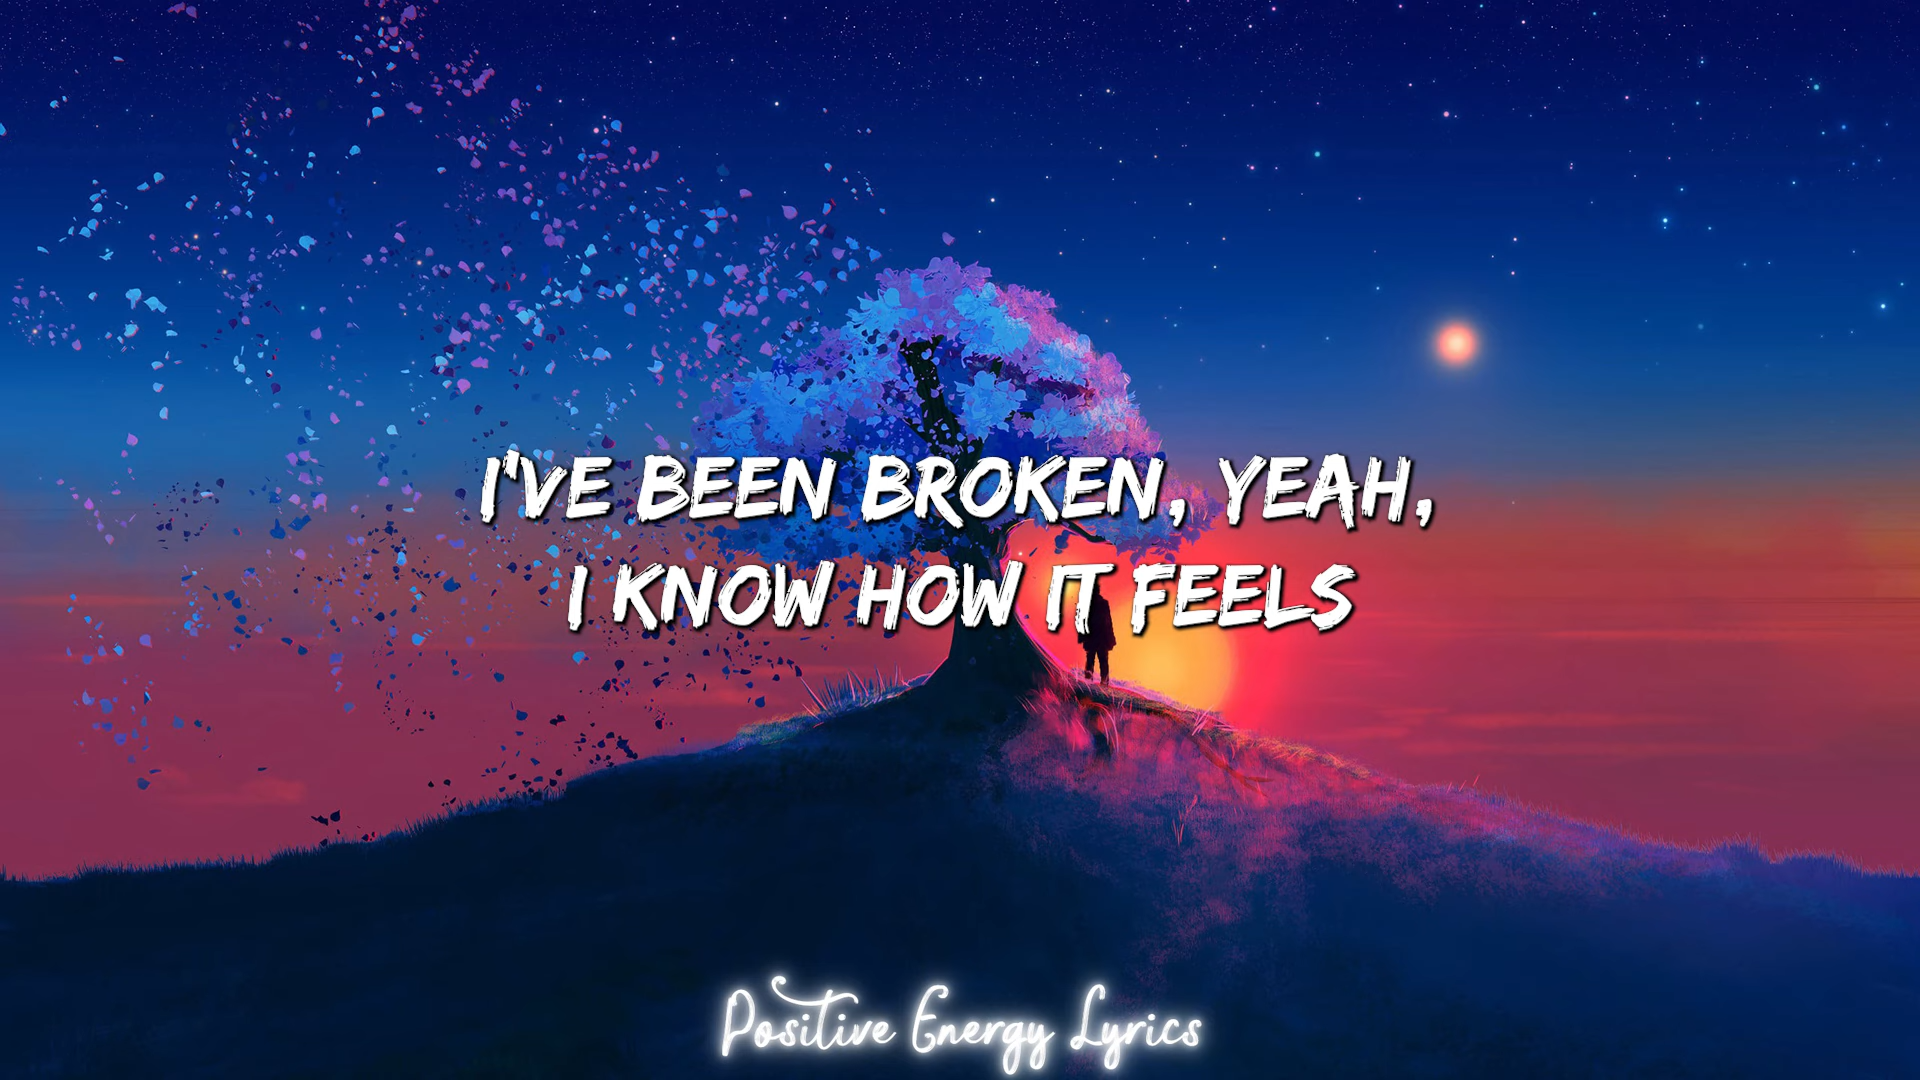 I'VE BEEN BROKEN, YEAH,
I KNOW HOW IT FEELS
Positive Energy Lyrics